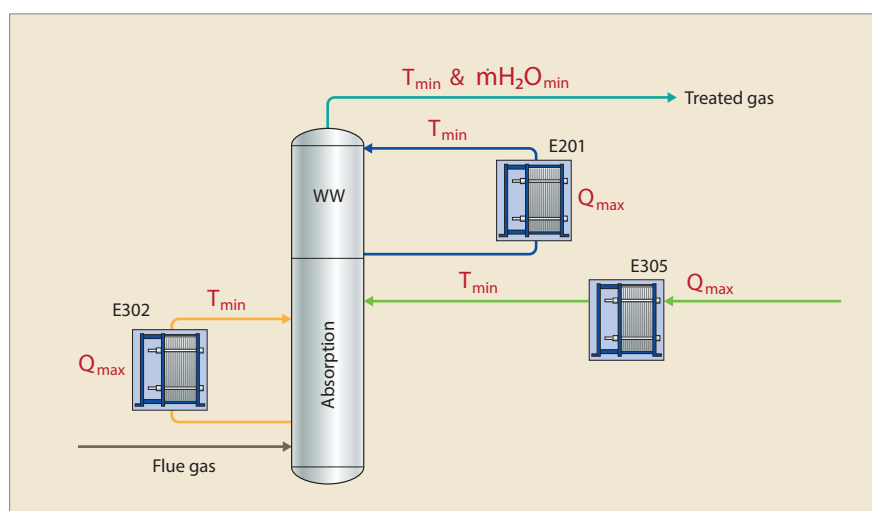 Tmin & ṁH₂Omin
Treated gas
Tmin
E201
WW
Qmax
E305
Tmin
Qmax
E302
Tmin
Qmax
Absorption
Flue gas